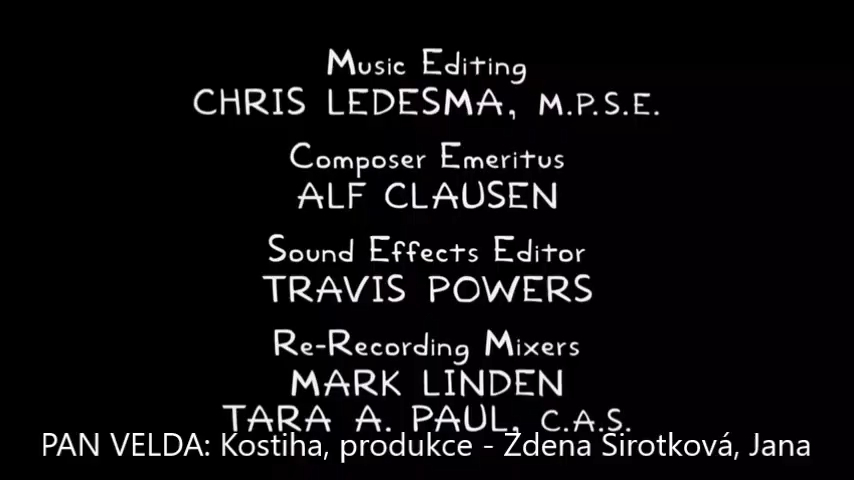 Music Editing
CHRIS LEDESMA, M.P.S.E.
Composer Emeritus
ALF CLAUSEN
Sound Effects Editor
TRAVIS POWERS
Re-Recording Mixers
MARK LINDEN
TARA A. PAUL, C.A.S.
PAN VELDA: Kostiha, produkce - Zdena Sirotková, Jana